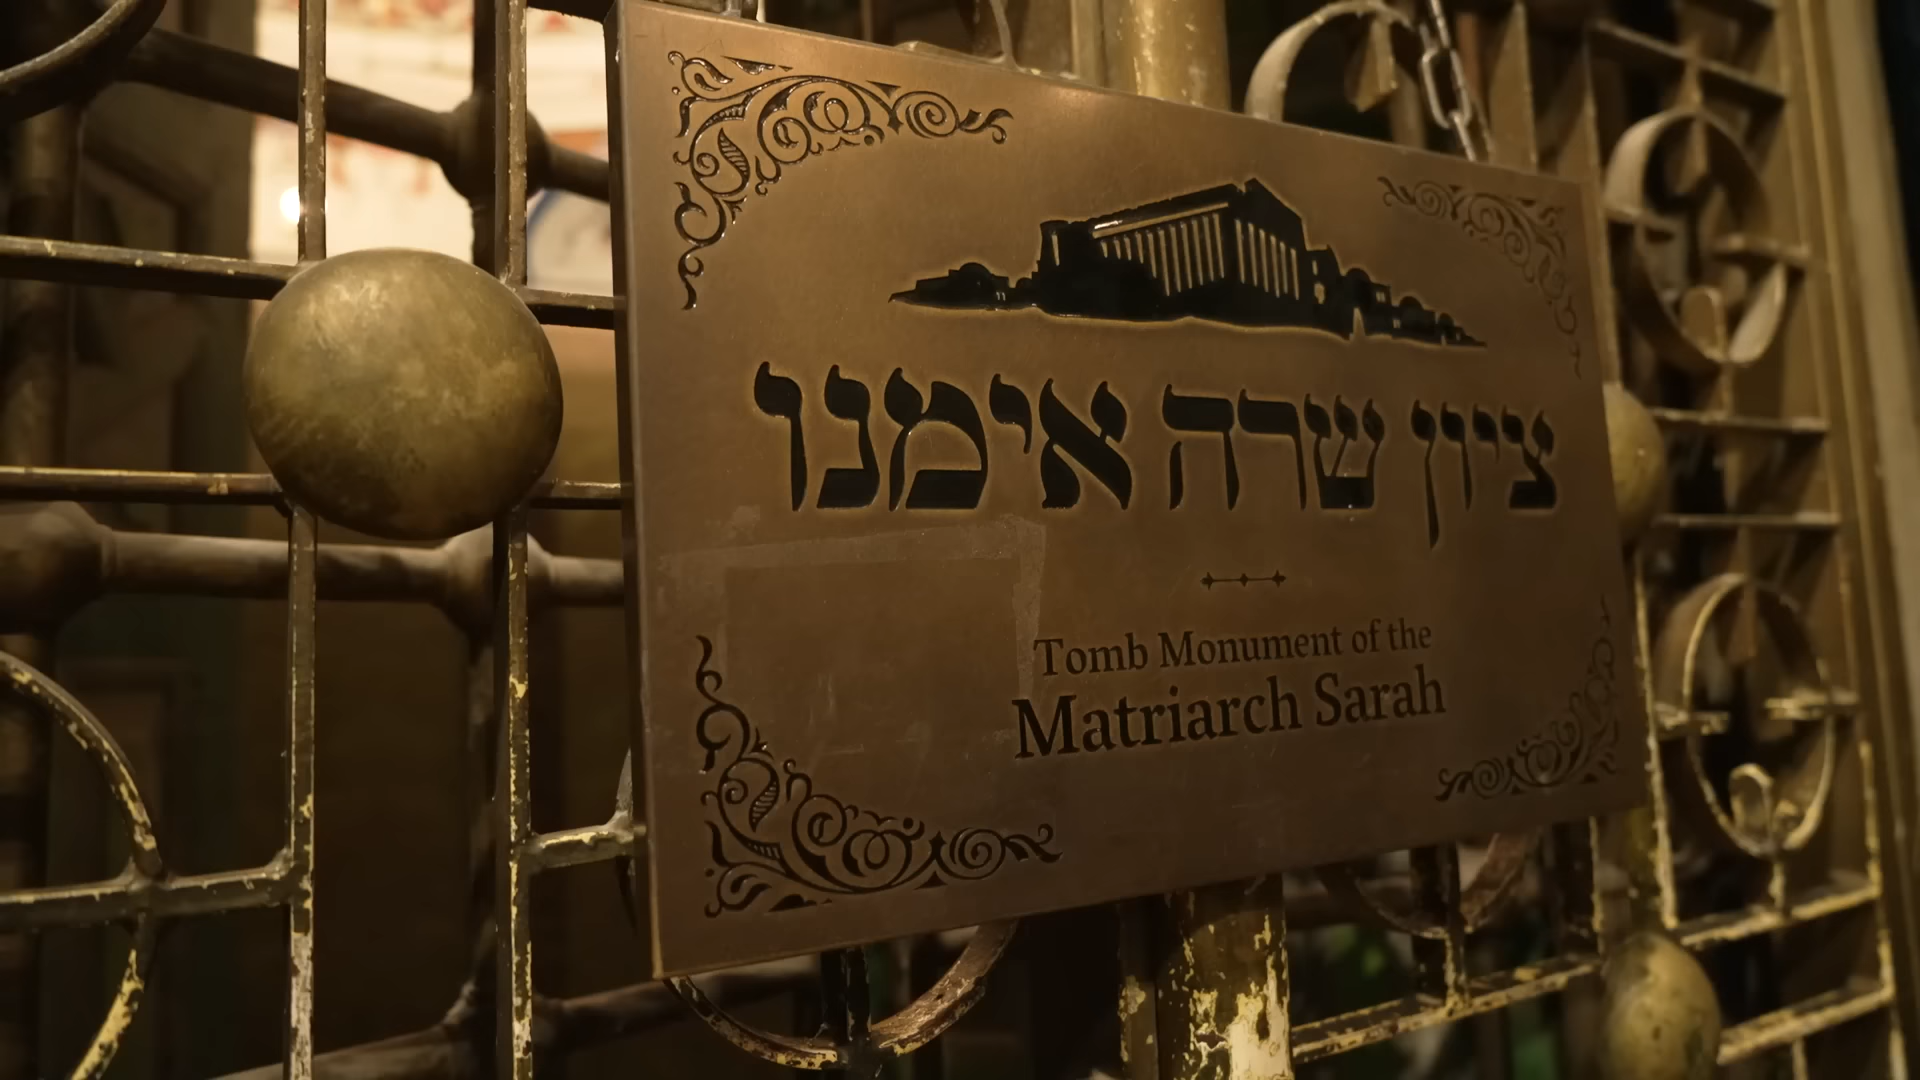 ציון שרה אימנו
Tomb Monument of the
Matriarch Sarah